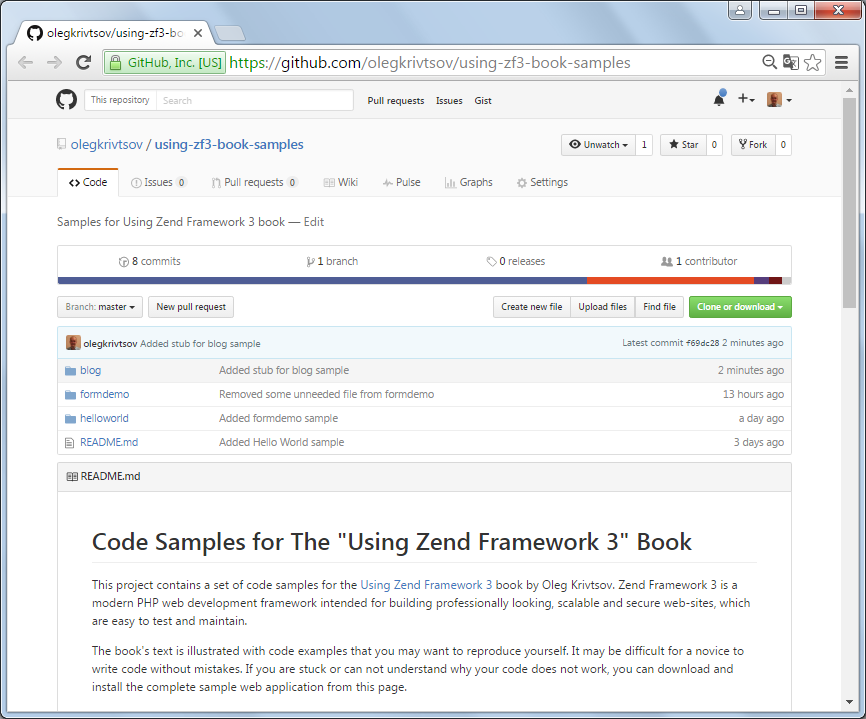 olegkrivtsov/using-zf3-bo
GitHub, Inc. [US] https://github.com/olegkrivtsov/using-zf3-book-samples
This repository Search Pull requests Issues Gist
olegkrivtsov / using-zf3-book-samples Unwatch 1 Star 0 Fork 0
Code Issues 0 Pull requests 0 Wiki Pulse Graphs Settings
Samples for Using Zend Framework 3 book — Edit
8 commits 1 branch 0 releases 1 contributor
Branch: master New pull request Create new file Upload files Find file Clone or download
olegkrivtsov Added stub for blog sample Latest commit f69dc28 2 minutes ago
blog Added stub for blog sample 2 minutes ago
formdemo Removed some unneeded file from formdemo 13 hours ago
helloworld Added formdemo sample a day ago
README.md Added Hello World sample 3 days ago
README.md
Code Samples for The "Using Zend Framework 3" Book
This project contains a set of code samples for the Using Zend Framework 3 book by Oleg Krivtsov. Zend Framework 3 is a
modern PHP web development framework intended for building professionally looking, scalable and secure web-sites, which
are easy to test and maintain.
The book's text is illustrated with code examples that you may want to reproduce yourself. It may be difficult for a novice to
write code without mistakes. If you are stuck or can not understand why your code does not work, you can download and
install the complete sample web application from this page.